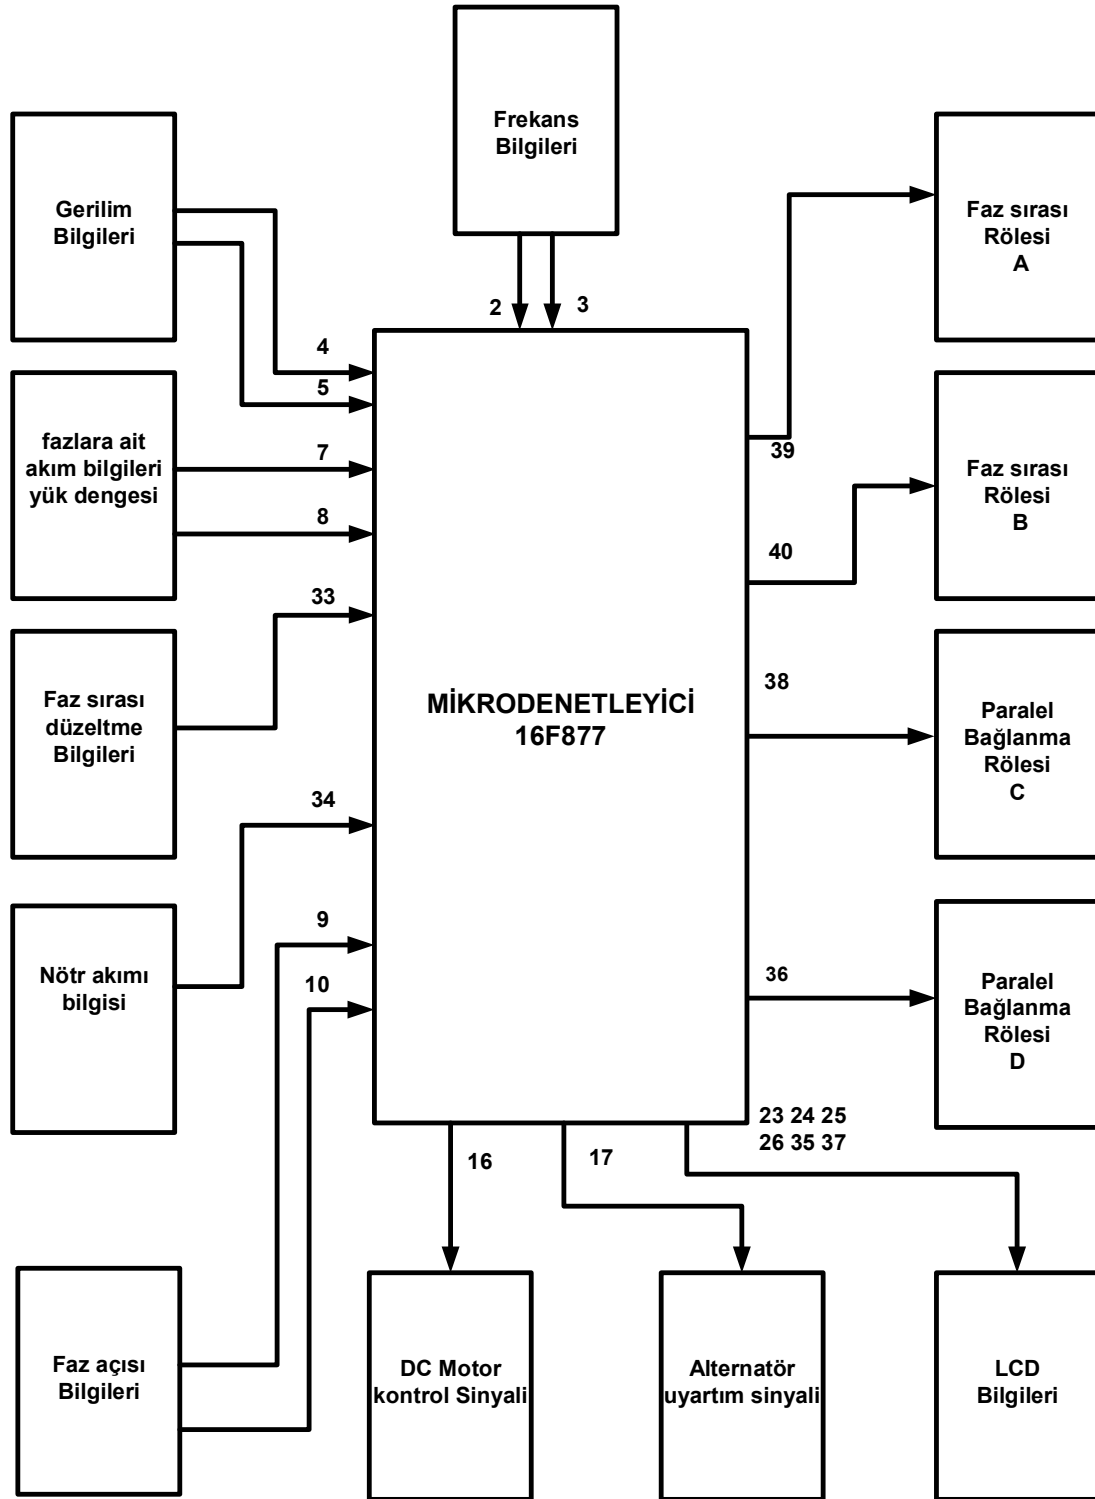 Frekans
Bilgileri
Gerilim
Bilgileri
Faz sırası
Rölesi
A
2
3
4
5
fazlara ait
akım bilgileri
yük dengesi
7
8
39
Faz sırası
Rölesi
B
40
33
Faz sırası
düzeltme
Bilgileri
MİKRODENETLEYİCİ
16F877
38
Paralel
Bağlanma
Rölesi
C
34
Nötr akımı
bilgisi
9
10
36
Paralel
Bağlanma
Rölesi
D
23 24 25
26 35 37
16
17
Faz açısı
Bilgileri
DC Motor
kontrol Sinyali
Alternatör
uyartım sinyali
LCD
Bilgileri